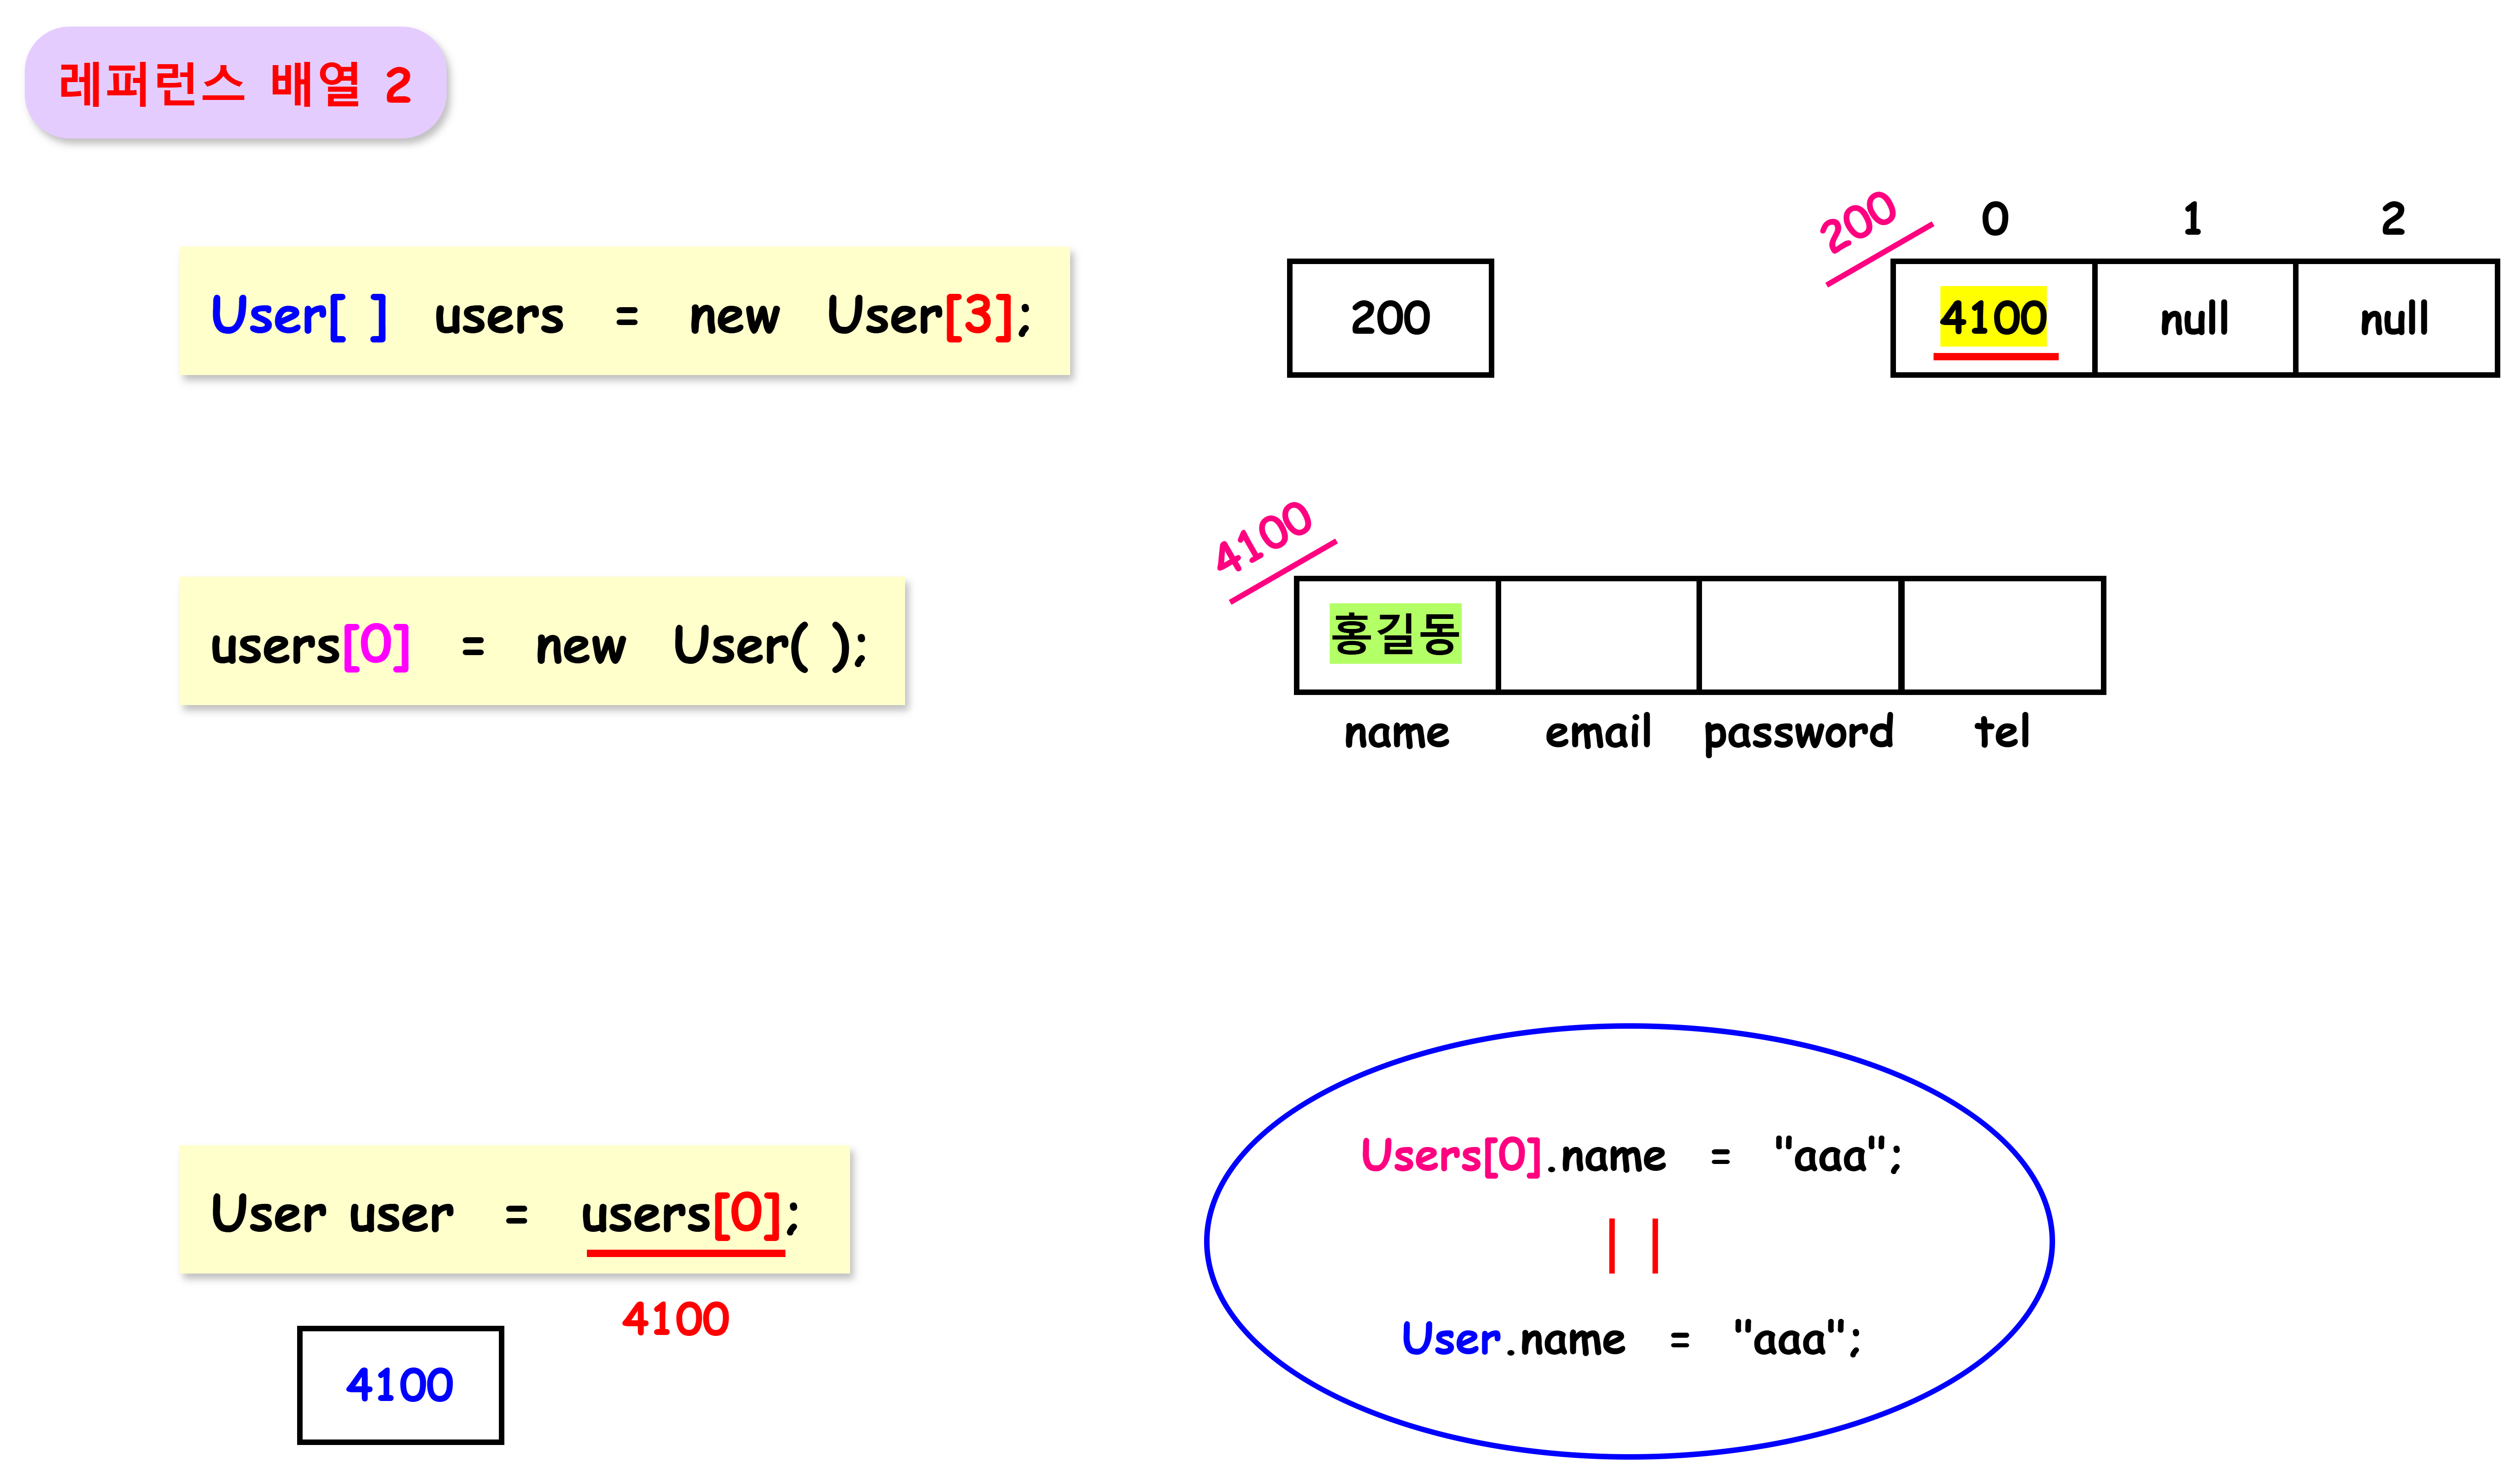 레퍼런스 배열 2
200
0 1 2
User[ ] users = new User[3];
200
4100 null null
4100
users[0] = new User( );
홍길동
name email password tel
User user = users[0];
4100
4100
Users[0].name = "aaa";
||
User.name = "aaa";